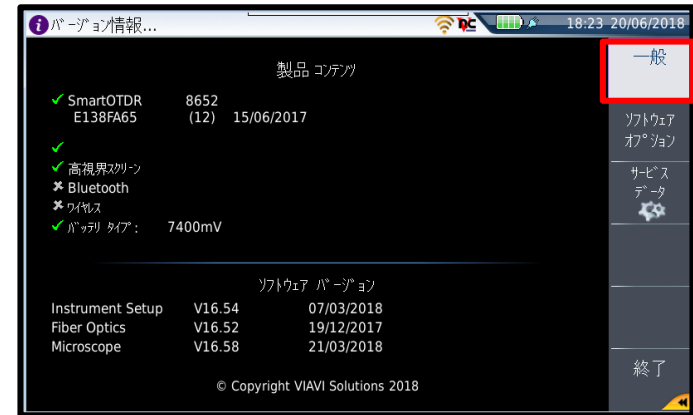 ﾊﾞｰｼﾞｮﾝ情報...
18:23 20/06/2018
製品 ｺﾝﾃﾝﾂ
SmartOTDR 8652
E138FA65 (12) 15/06/2017
高視界ｽｸﾘｰﾝ
Bluetooth
ﾜｲﾔﾚｽ
ﾊﾞｯﾃﾘ ﾀｲﾌﾟ: 7400mV
ｿﾌﾄｳｪｱ ﾊﾞｰｼﾞｮﾝ
Instrument Setup V16.54 07/03/2018
Fiber Optics V16.52 19/12/2017
Microscope V16.58 21/03/2018
© Copyright VIAVI Solutions 2018
一般
ｿﾌﾄｳｪｱ
ｵﾌﾟｼｮﾝ
ｻｰﾋﾞｽ
ﾃﾞｰﾀ
終了